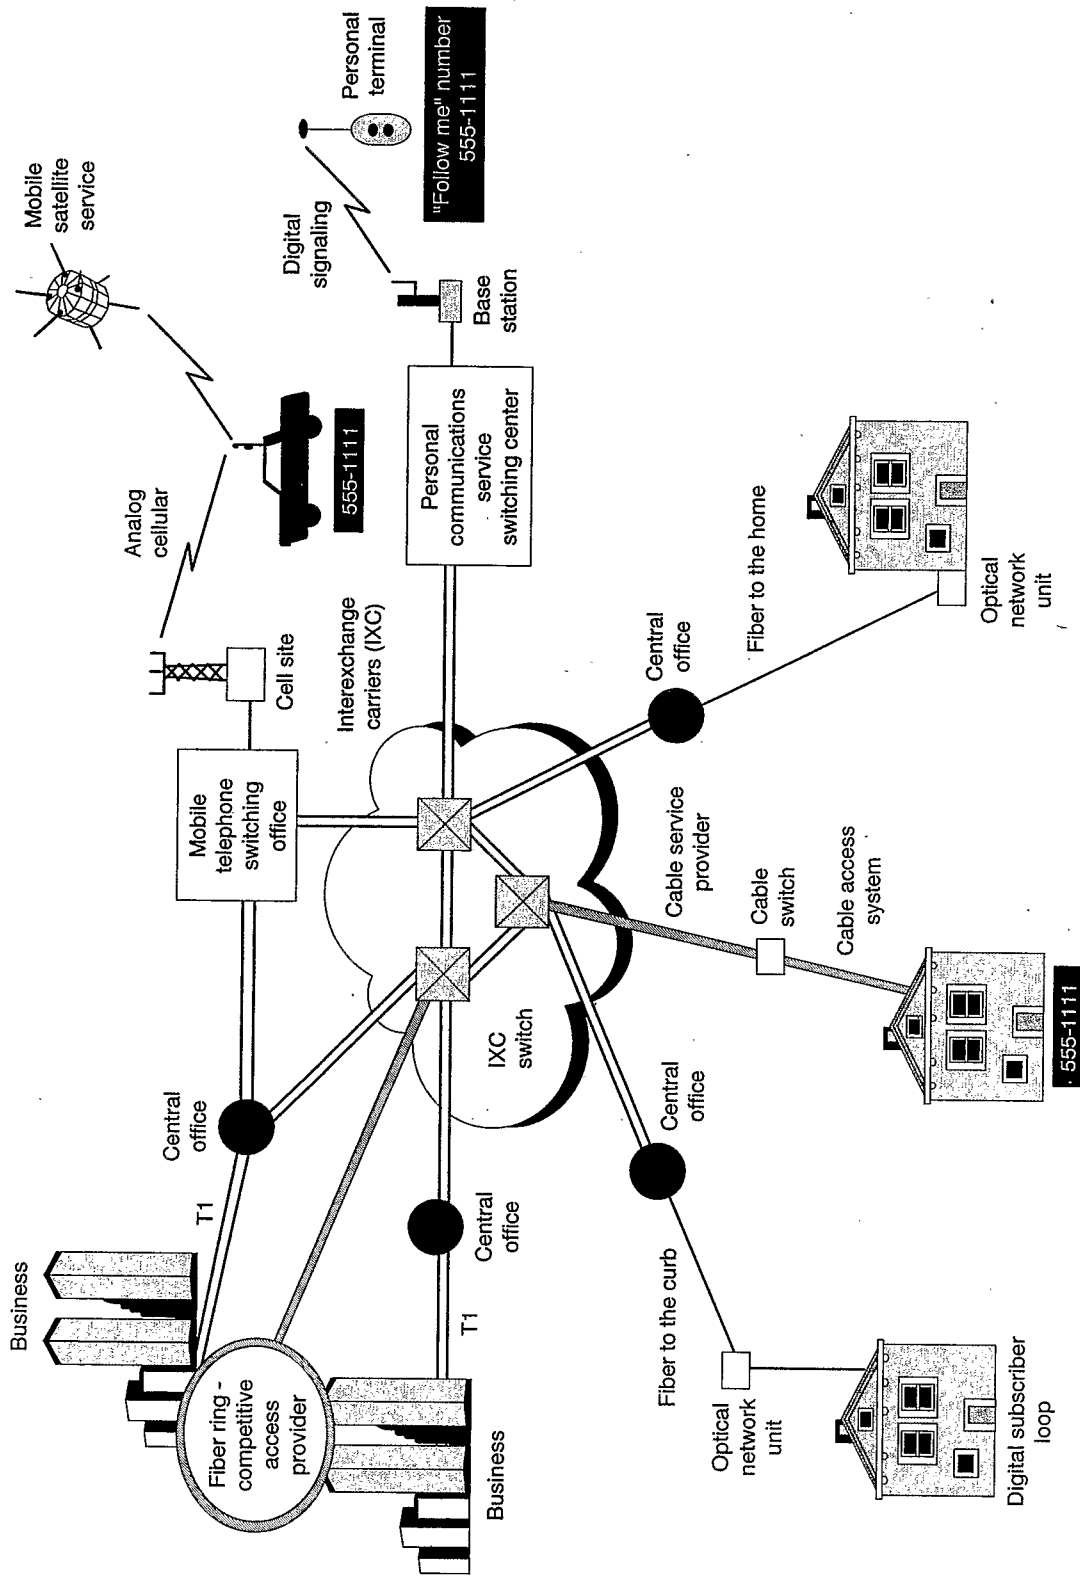 Business
Central
office
T1
Mobile
telephone
switching
office
Cell site
Analog
cellular
Mobile
satellite
service
555-1111
Fiber ring -
competitive
access
provider
Interexchange
carriers (IXC)
Digital
signaling
Personal
terminal
"Follow me" number
555-1111
Personal
communications
service
switching center
Base
station
Business
T1
Central
office
IXC
switch
Central
office
Fiber to the curb
Optical
network
unit
Digital subscriber
loop
Central
office
Fiber to the home
Optical
network
unit
Cable service
provider
Cable
switch
Cable access
system
555-1111